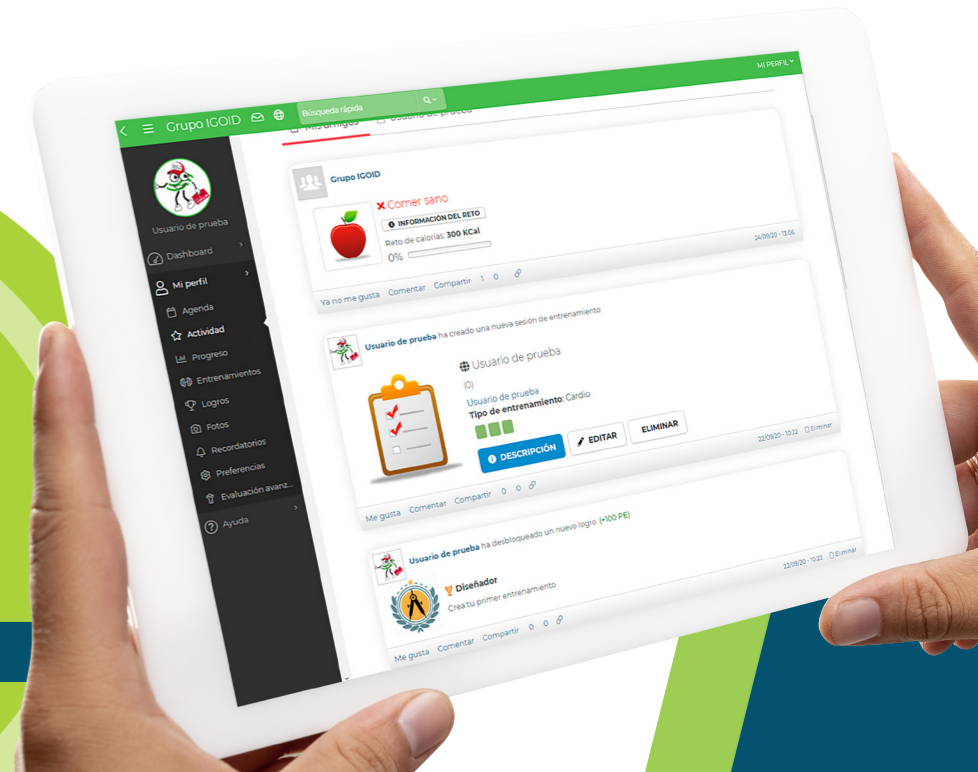 Grupo IGOID
Búsqueda rápida
MI PERFIL
Mis amigos
Usuario de prueba
Usuario de prueba
Dashboard
Mi perfil
Agenda
Actividad
Progreso
Entrenamientos
Logros
Fotos
Recordatorios
Preferencias
Evaluación avanz...
Ayuda
Grupo IGOID
Comer sano
INFORMACIÓN DEL RETO
Reto de calorías: 300 KCal
0%
24/09/20 - 13:06
Ya no me gusta Comentar Compartir 1 0
Usuario de prueba ha creado una nueva sesión de entrenamiento
Usuario de prueba
(0)
Usuario de prueba
Tipo de entrenamiento: Cardio
DESCRIPCIÓN EDITAR ELIMINAR
22/09/20 - 10:22 Eliminar
Me gusta Comentar Compartir 0 0
Usuario de prueba ha desbloqueado un nuevo logro. (+100 PE)
Diseñador
Crea tu primer entrenamiento
22/09/20 - 10:22 Eliminar
Me gusta Comentar Compartir 0 0